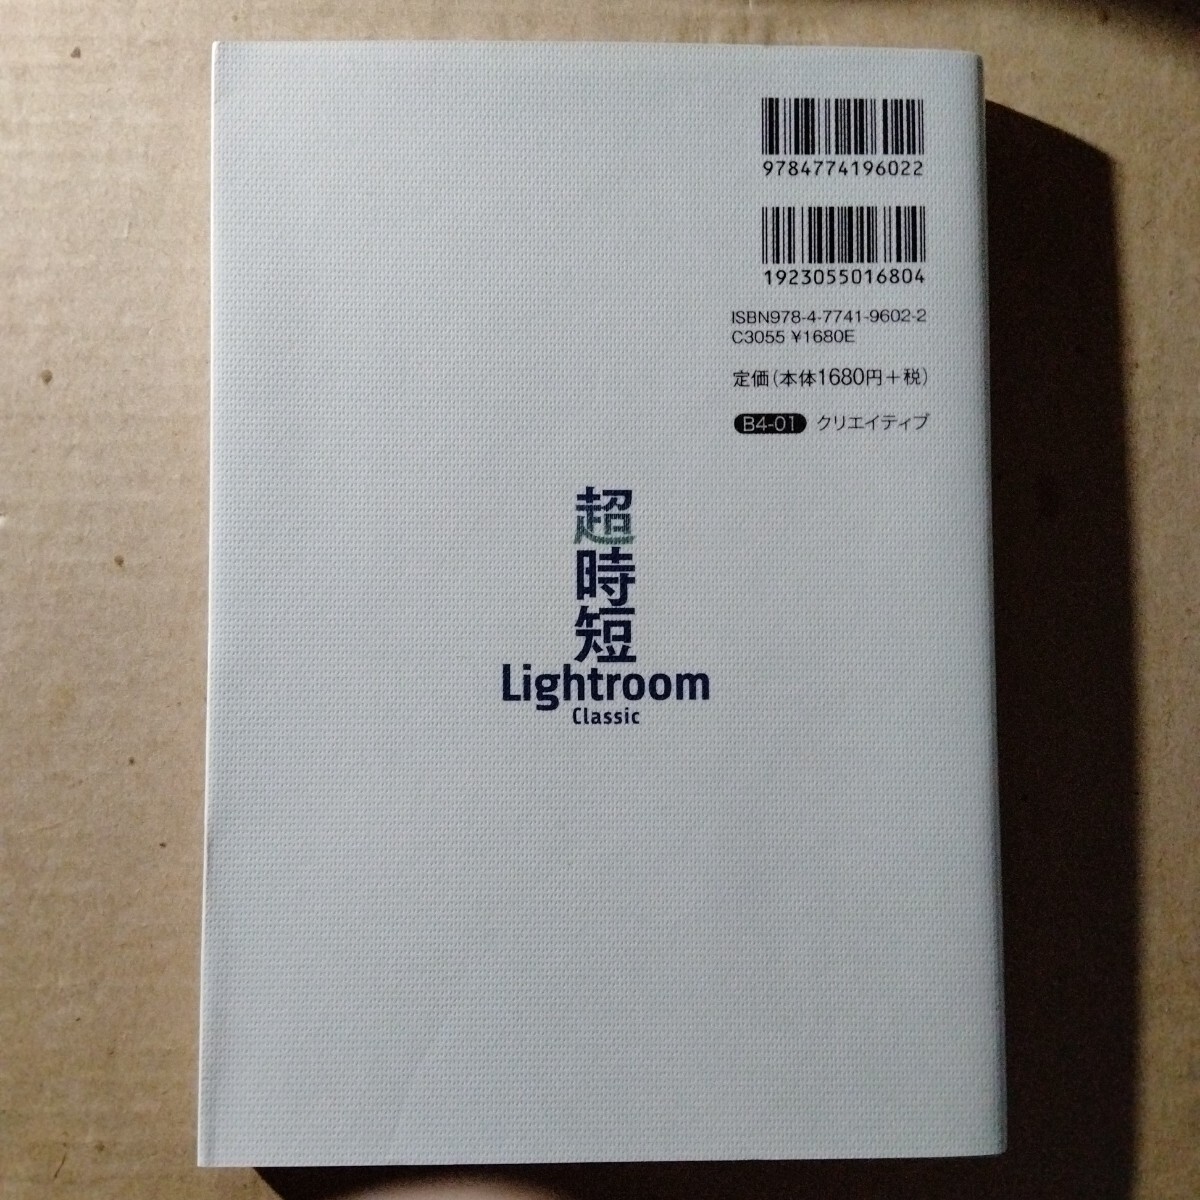 9784774196022
1923055016804
ISBN978-4-7741-9602-2
C3055 ¥1680E
定価(本体1680円+税)
B4-01 クリエイティブ
超
時
短
Lightroom
Classic